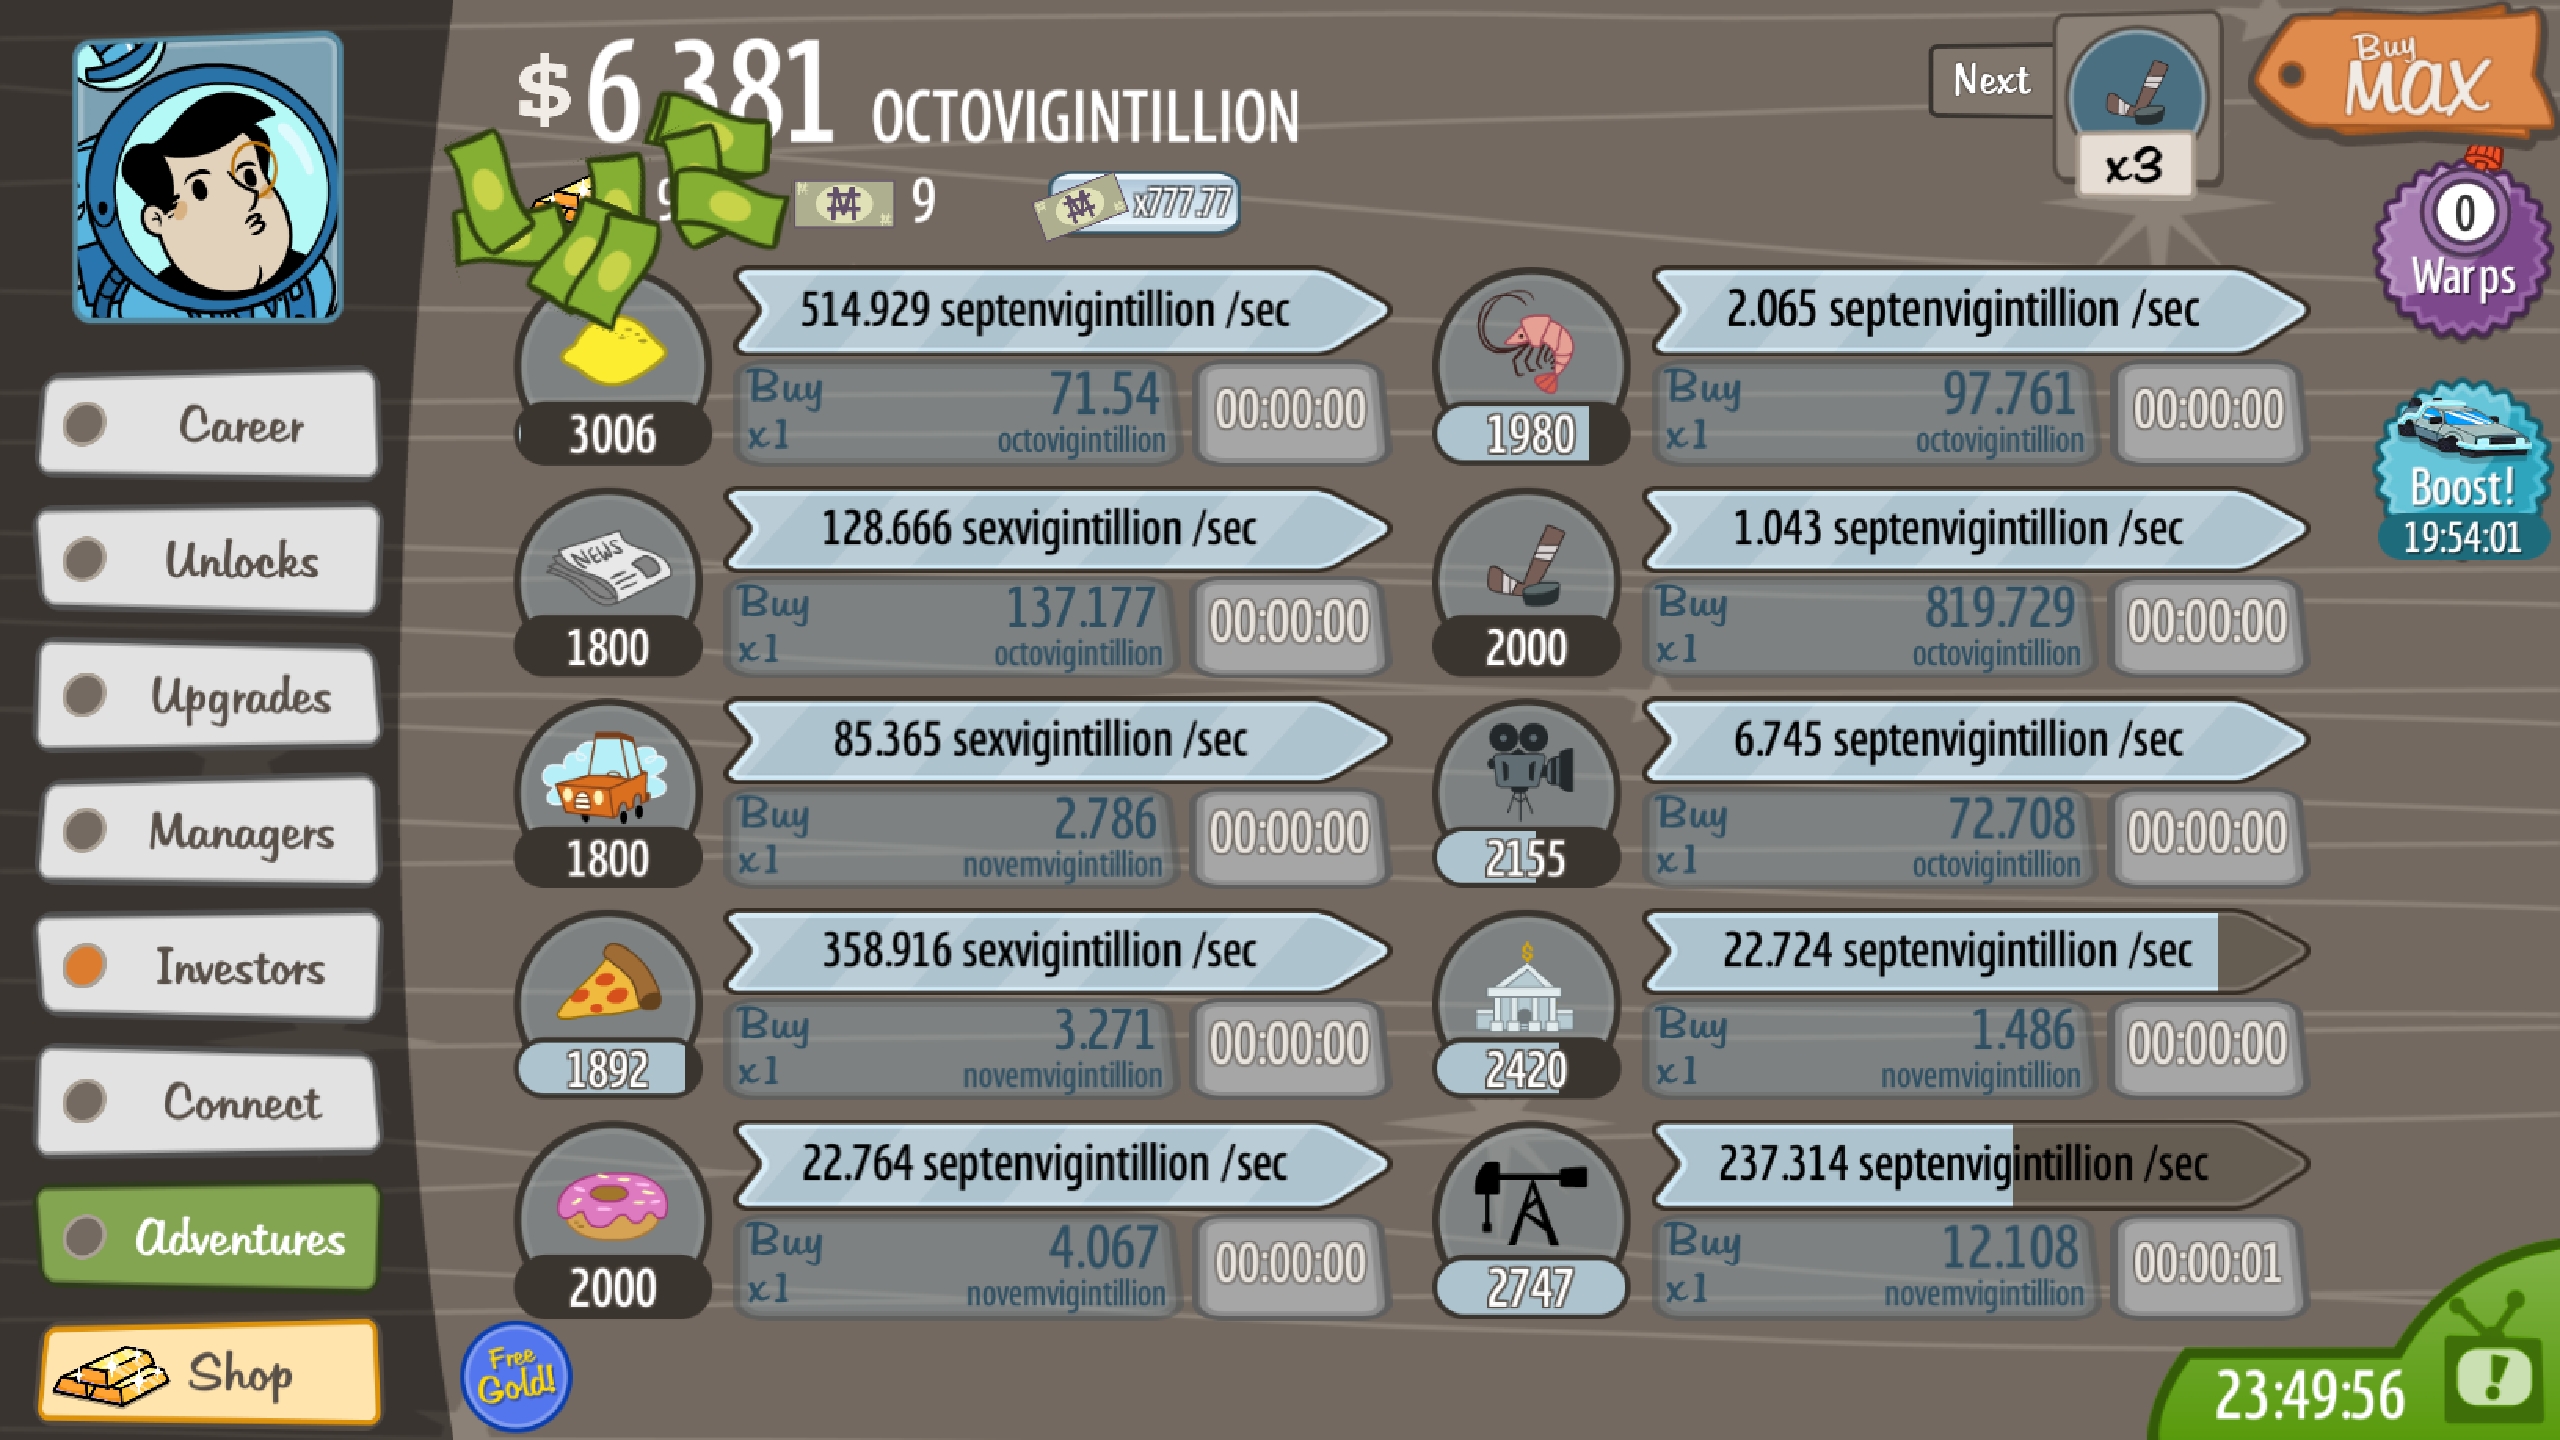 $6.381 OCTOVIGINTILLION
Next
x3
Buy
MAX
9
x777.77
0
Warps
Boost!
19:54:01
Career
Unlocks
Upgrades
Managers
Investors
Connect
Adventures
Shop
514.929 septenvigintillion /sec
3006
Buy
x1
71.54
octovigintillion
00:00:00
2.065 septenvigintillion /sec
1980
Buy
x1
97.761
octovigintillion
00:00:00
NEWS
128.666 sexvigintillion /sec
1800
Buy
x1
137.177
octovigintillion
00:00:00
1.043 septenvigintillion /sec
2000
Buy
x1
819.729
octovigintillion
00:00:00
85.365 sexvigintillion /sec
1800
Buy
x1
2.786
novemvigintillion
00:00:00
6.745 septenvigintillion /sec
2155
Buy
x1
72.708
octovigintillion
00:00:00
358.916 sexvigintillion /sec
1892
Buy
x1
3.271
novemvigintillion
00:00:00
$
22.724 septenvigintillion /sec
2420
Buy
x1
1.486
novemvigintillion
00:00:00
22.764 septenvigintillion /sec
2000
Buy
x1
4.067
novemvigintillion
00:00:00
237.314 septenvigintillion /sec
2747
Buy
x1
12.108
novemvigintillion
00:00:01
Free
Gold!
23:49:56
!